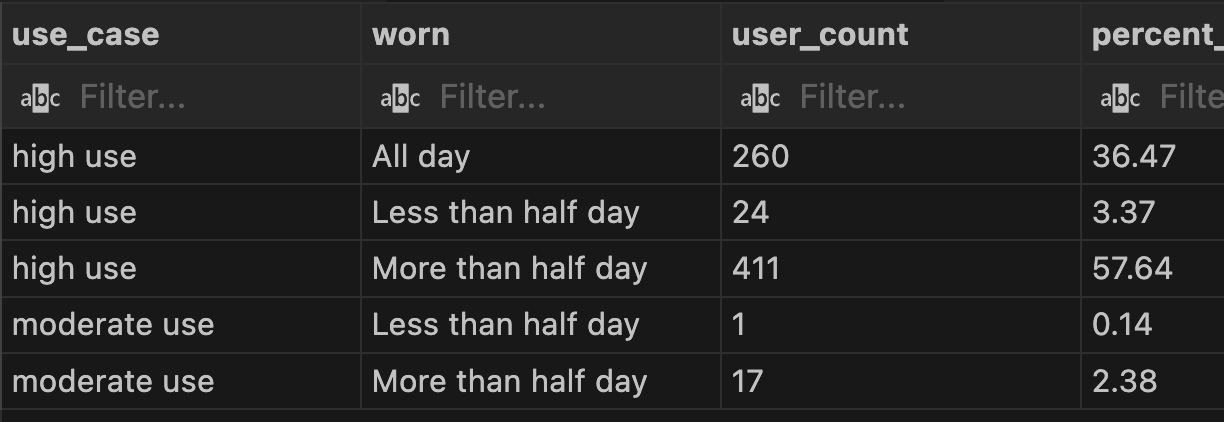 use_case worn user_count percent_
abc Filter... abc Filter... abc Filter... abc Filte
high use All day 260 36.47
high use Less than half day 24 3.37
high use More than half day 411 57.64
moderate use Less than half day 1 0.14
moderate use More than half day 17 2.38